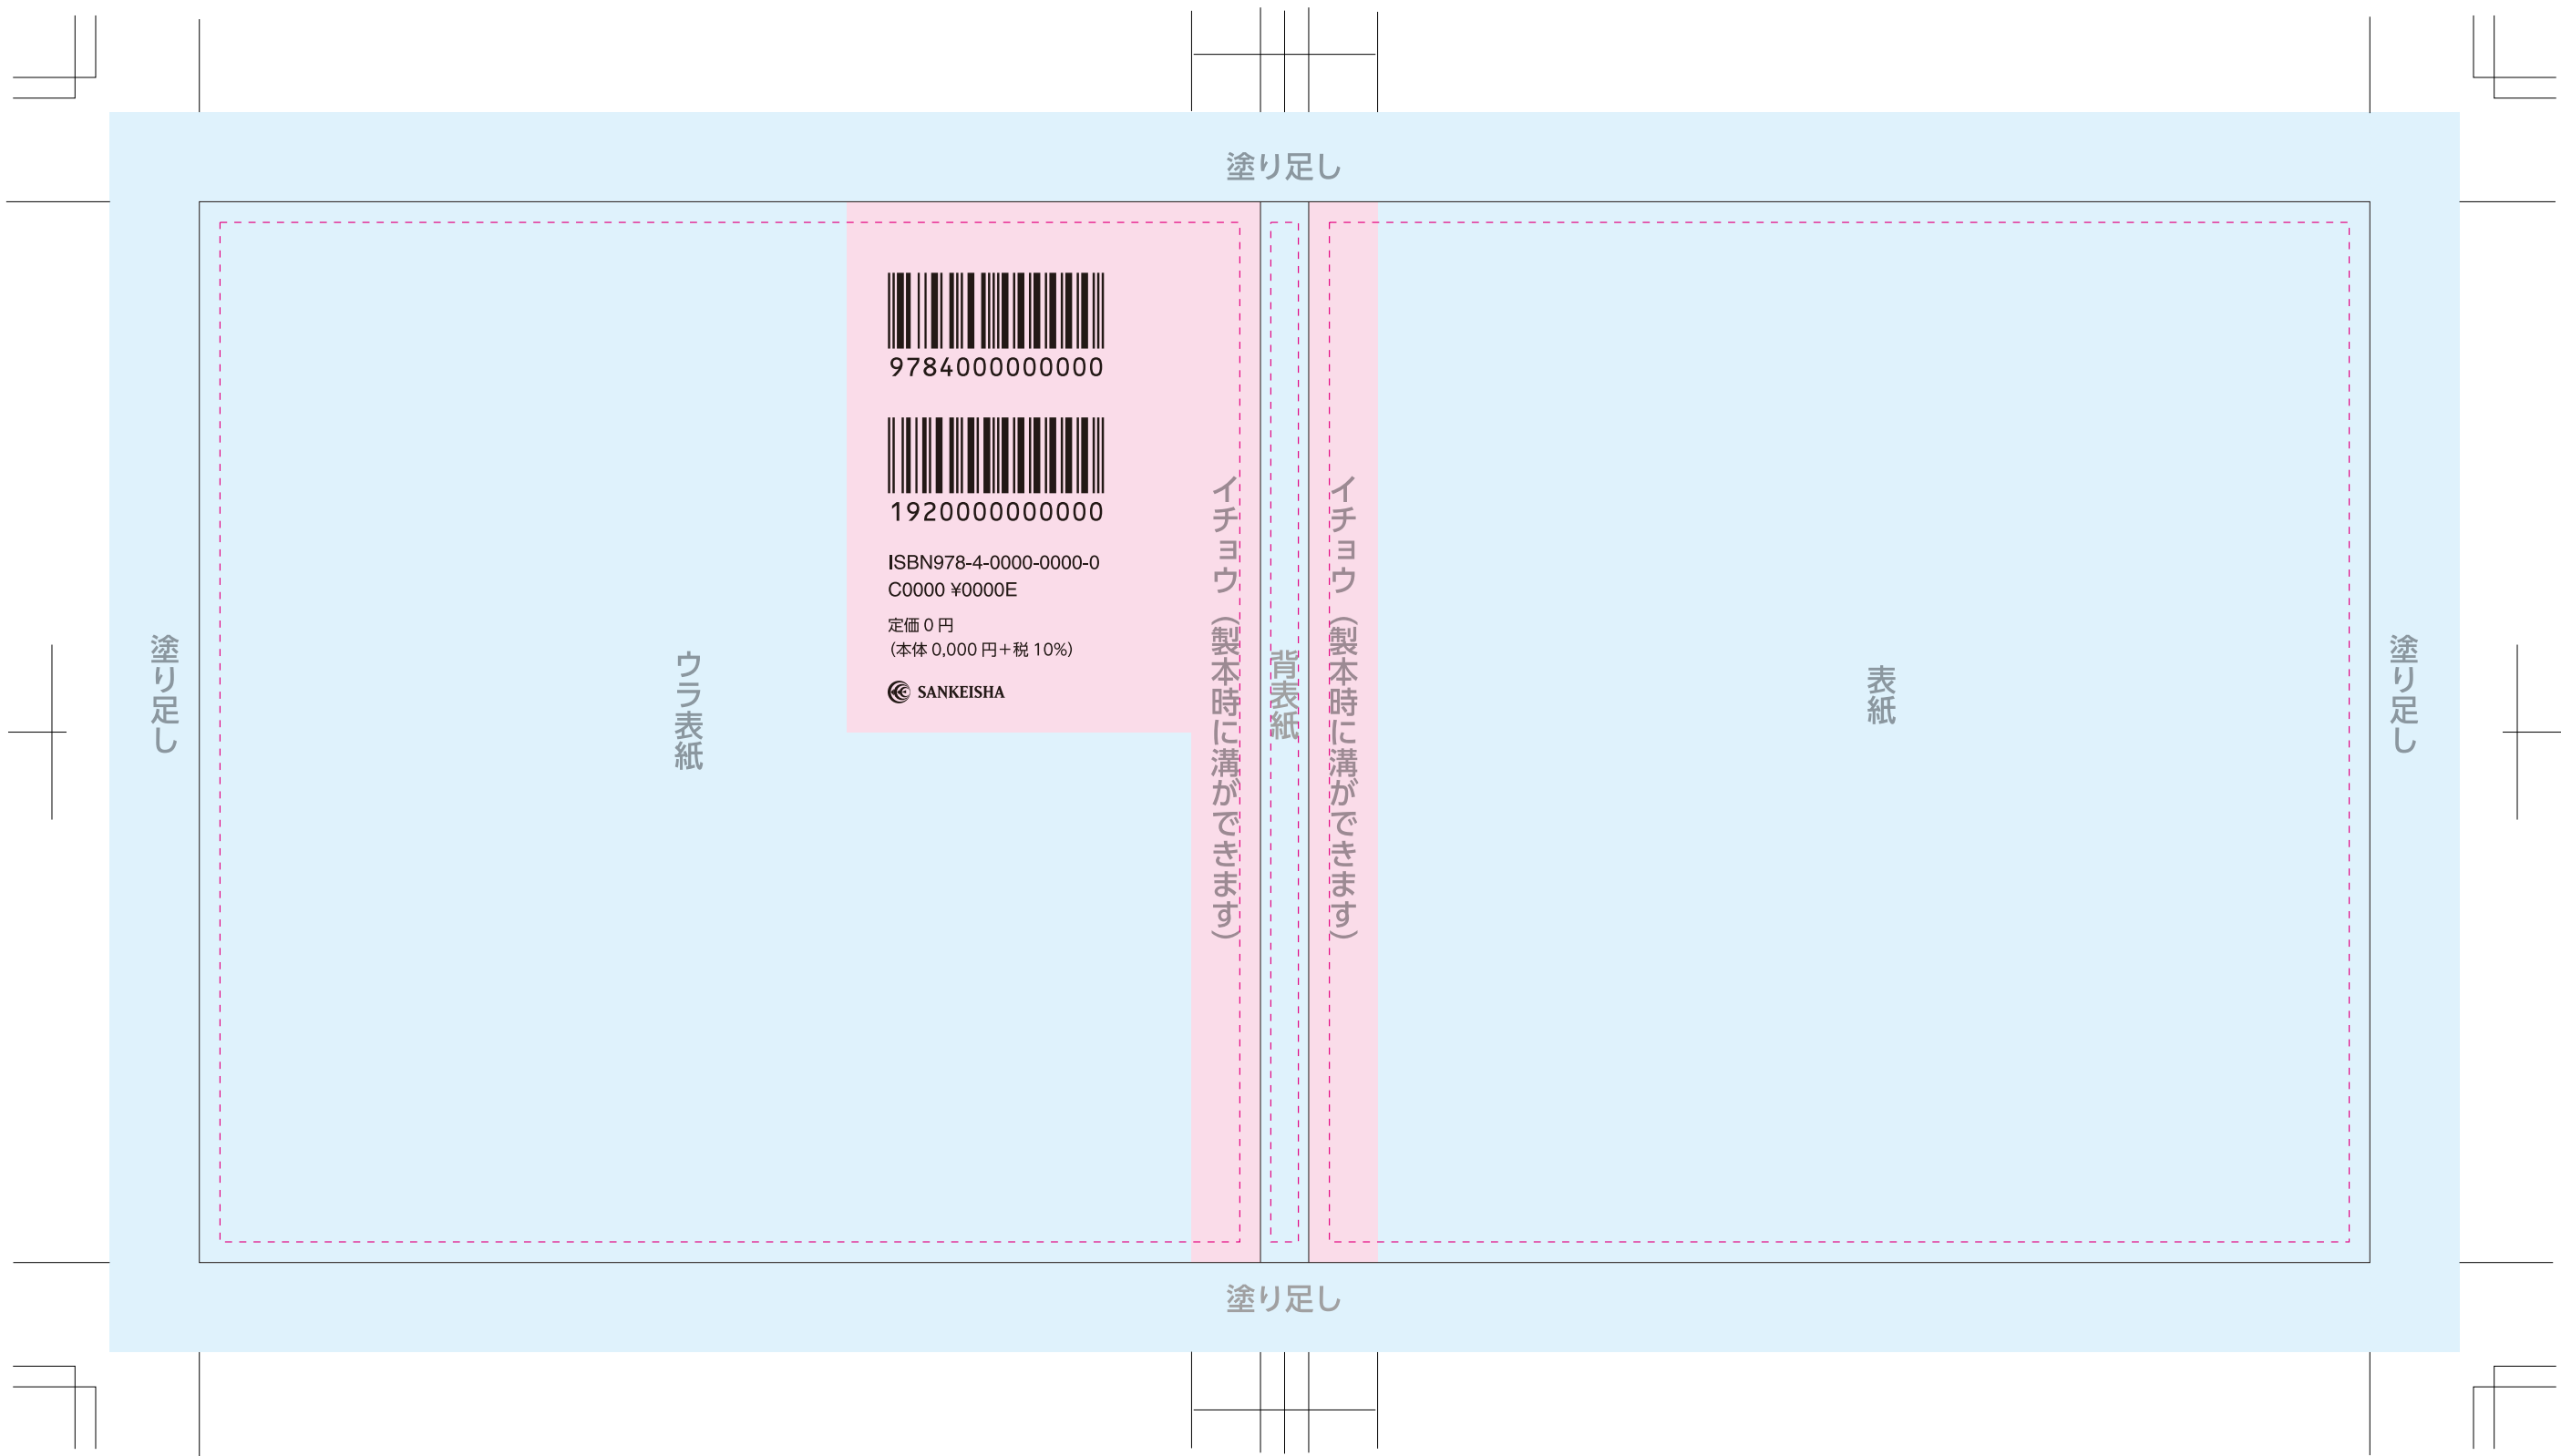 塗り足し
9784000000000
1920000000000
ISBN978-4-0000-0000-0
C0000 ¥0000E
定価 0 円
（本体 0,000 円＋税 10%）
SANKEISHA
塗り足し
ウラ表紙
イチョウ（製本時に溝ができます）
背表紙
イチョウ（製本時に溝ができます）
表紙
塗り足し
塗り足し